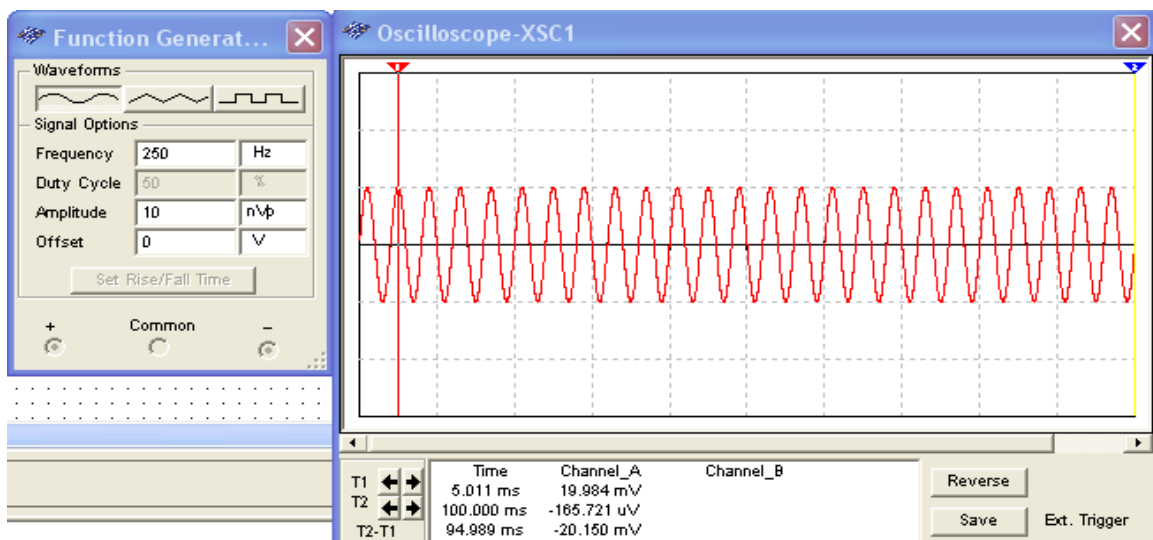 Function Generat...
Waveforms
Signal Options
Frequency 250 Hz
Duty Cycle 50 %
Amplitude 10
Offset 0 V
Set Rise/Fall Time
+ Common −
Oscilloscope-XSC1
1 2
Time Channel_A Channel_B
T1 5.011 ms 19.984 mV
T2 100.000 ms -165.721 uV
T2-T1 94.989 ms -20.150 mV
Reverse
Save Ext. Trigger